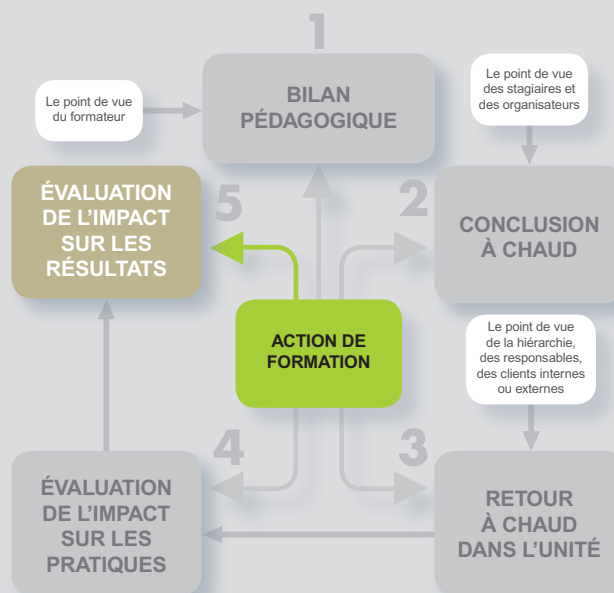 1
Le point de vue
du formateur
BILAN
PÉDAGOGIQUE
Le point de vue
des stagiaires et
des organisateurs
ÉVALUATION
DE L’IMPACT
SUR LES
RÉSULTATS
5
2
CONCLUSION
À CHAUD
ACTION DE
FORMATION
Le point de vue
de la hiérarchie,
des responsables,
des clients internes
ou externes
4
3
ÉVALUATION
DE L’IMPACT
SUR LES
PRATIQUES
RETOUR
À CHAUD
DANS L’UNITÉ